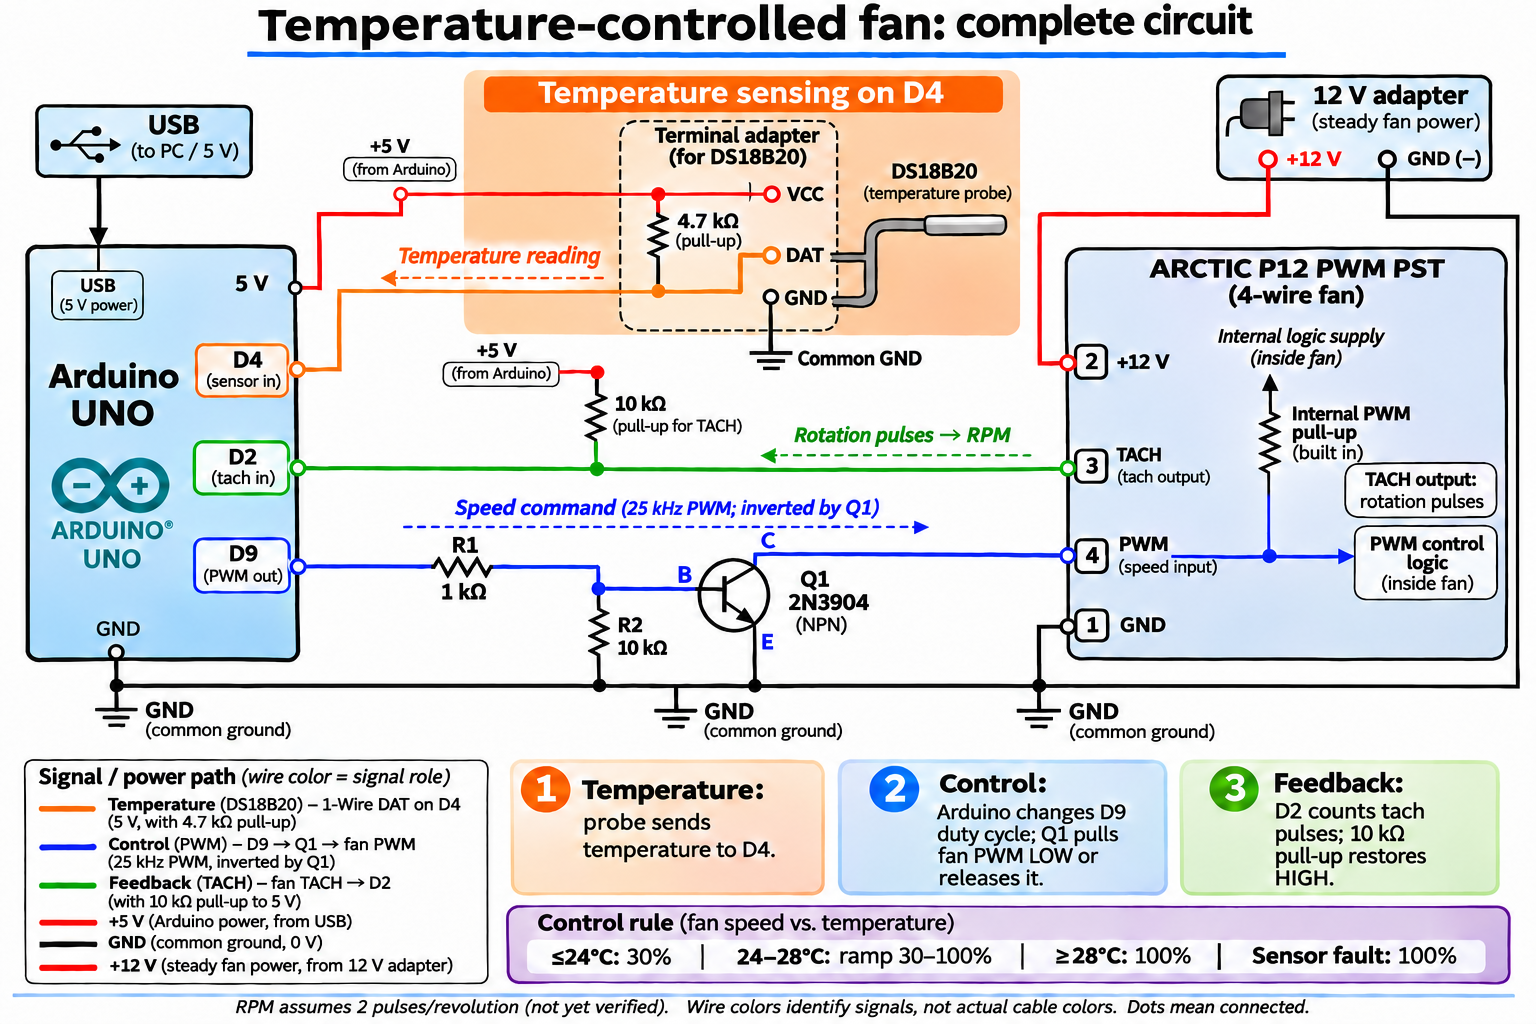 Temperature-controlled fan: complete circuit
USB
(to PC / 5 V)
+5 V
(from Arduino)
Temperature sensing on D4
Terminal adapter
(for DS18B20)
VCC
4.7 kΩ
(pull-up)
DAT
GND
DS18B20
(temperature probe)
Temperature reading
Common GND
12 V adapter
(steady fan power)
+12 V
GND (−)
USB
(5 V power)
5 V
D4
(sensor in)
Arduino
UNO
D2
(tach in)
ARDUINO®
UNO
D9
(PWM out)
GND
+5 V
(from Arduino)
10 kΩ
(pull-up for TACH)
Rotation pulses → RPM
Speed command (25 kHz PWM; inverted by Q1)
R1
1 kΩ
R2
10 kΩ
B
C
E
Q1
2N3904
(NPN)
ARCTIC P12 PWM PST
(4-wire fan)
Internal logic supply
(inside fan)
2
+12 V
Internal PWM
pull-up
(built in)
3
TACH
(tach output)
TACH output:
rotation pulses
4
PWM
(speed input)
PWM control
logic
(inside fan)
1
GND
GND
(common ground)
GND
(common ground)
GND
(common ground)
Signal / power path (wire color = signal role)
Temperature (DS18B20) – 1-Wire DAT on D4
(5 V, with 4.7 kΩ pull-up)
Control (PWM) – D9 → Q1 → fan PWM
(25 kHz PWM, inverted by Q1)
Feedback (TACH) – fan TACH → D2
(with 10 kΩ pull-up to 5 V)
+5 V (Arduino power, from USB)
GND (common ground, 0 V)
+12 V (steady fan power, from 12 V adapter)
1
Temperature:
probe sends
temperature to D4.
2
Control:
Arduino changes D9
duty cycle; Q1 pulls
fan PWM LOW or
releases it.
3
Feedback:
D2 counts tach
pulses; 10 kΩ
pull-up restores
HIGH.
Control rule (fan speed vs. temperature)
≤24°C: 30% | 24–28°C: ramp 30–100% | ≥28°C: 100% | Sensor fault: 100%
RPM assumes 2 pulses/revolution (not yet verified). Wire colors identify signals, not actual cable colors. Dots mean connected.